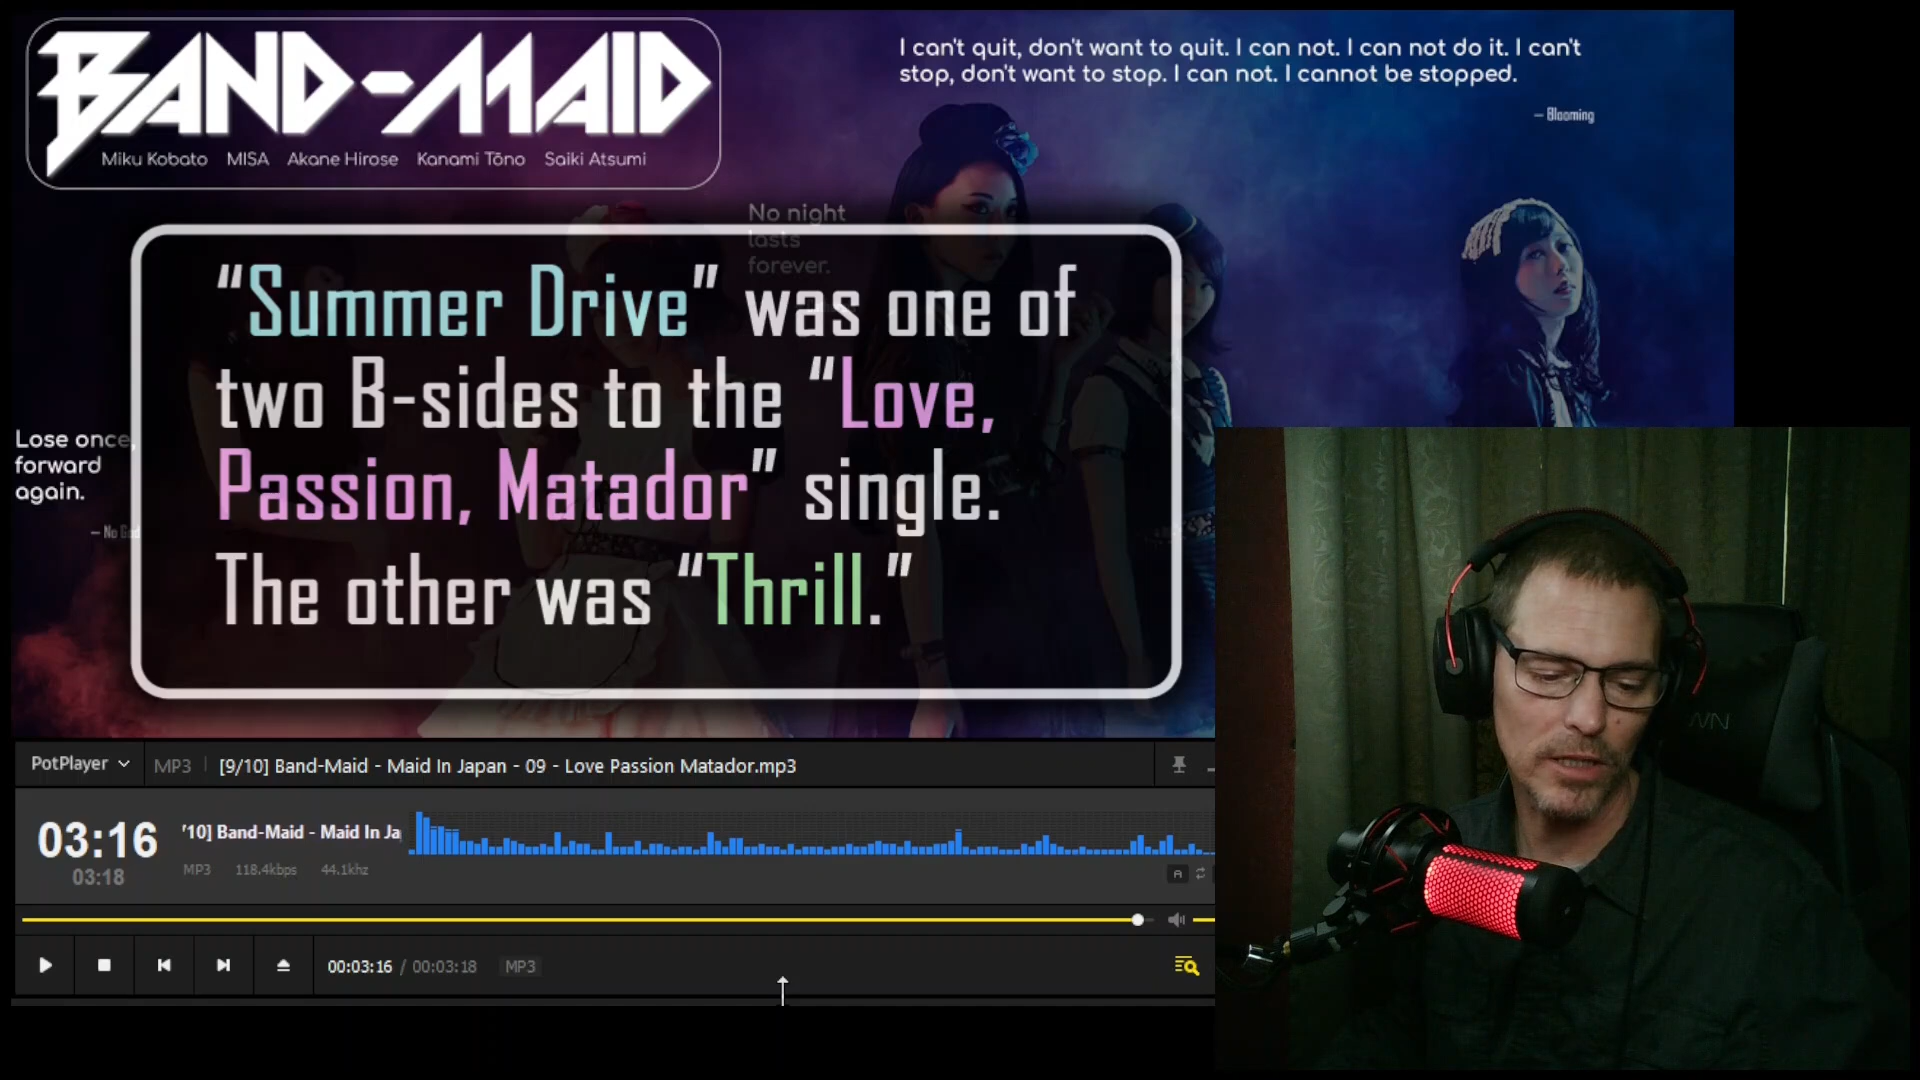 BAND-MAID
Miku Kobato MISA Akane Hirose Kanami Tōno Saiki Atsumi
I can't quit, don't want to quit. I can not. I can not do it. I can't
stop, don't want to stop. I can not. I cannot be stopped.
— Blooming
No night
lasts
forever.
“Summer Drive” was one of
two B-sides to the “Love,
Passion, Matador” single.
The other was “Thrill.”
Lose once,
forward
again.
— No God
PotPlayer MP3 [9/10] Band-Maid - Maid In Japan - 09 - Love Passion Matador.mp3
03:16
03:18
'10] Band-Maid - Maid In Ja
MP3 118.4kbps 44.1khz
A
00:03:16 / 00:03:18 MP3